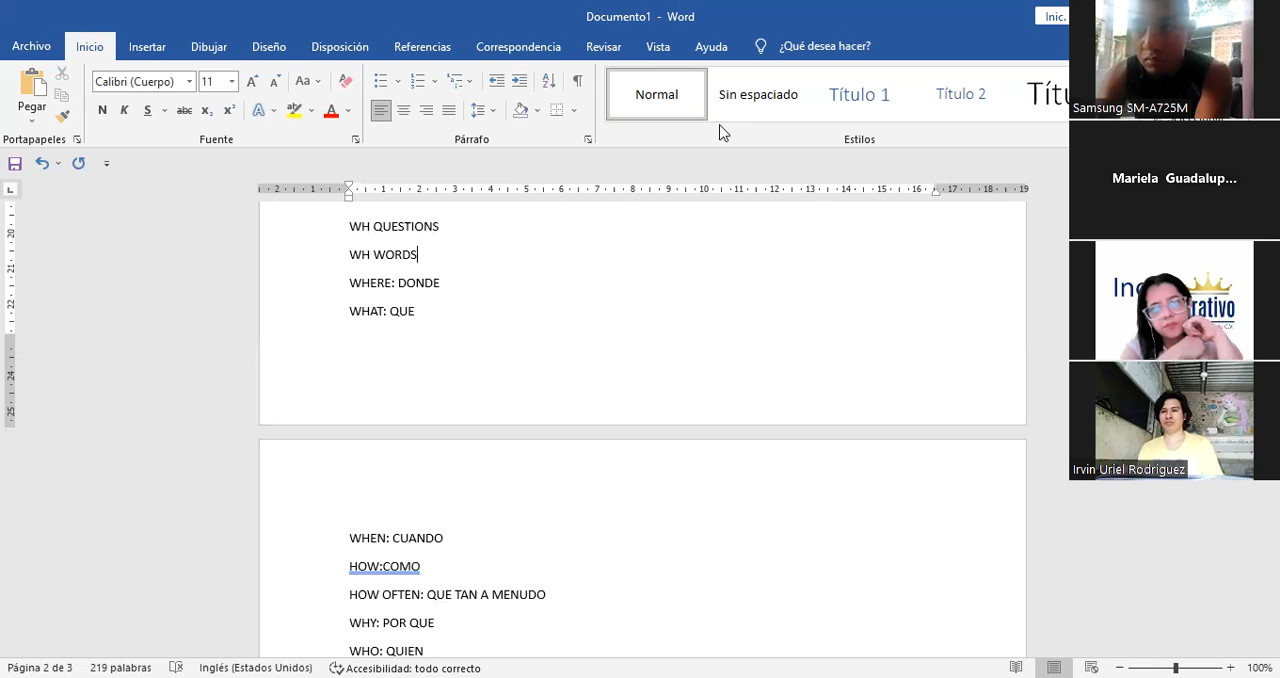 Documento1 - Word
Inic.
Archivo
Inicio
Insertar
Dibujar
Diseño
Disposición
Referencias
Correspondencia
Revisar
Vista
Ayuda
¿Qué desea hacer?
Pegar
Calibri (Cuerpo)
11
Normal
Sin espaciado
Título 1
Título 2
Títu
Portapapeles
Fuente
Párrafo
Estilos
WH QUESTIONS
WH WORDS
WHERE: DONDE
WHAT: QUE
WHEN: CUANDO
HOW:COMO
HOW OFTEN: QUE TAN A MENUDO
WHY: POR QUE
WHO: QUIEN
Página 2 de 3
219 palabras
Inglés (Estados Unidos)
Accesibilidad: todo correcto
100%
Samsung SM-A725M
Mariela Guadalup...
Irvin Uriel Rodriguez